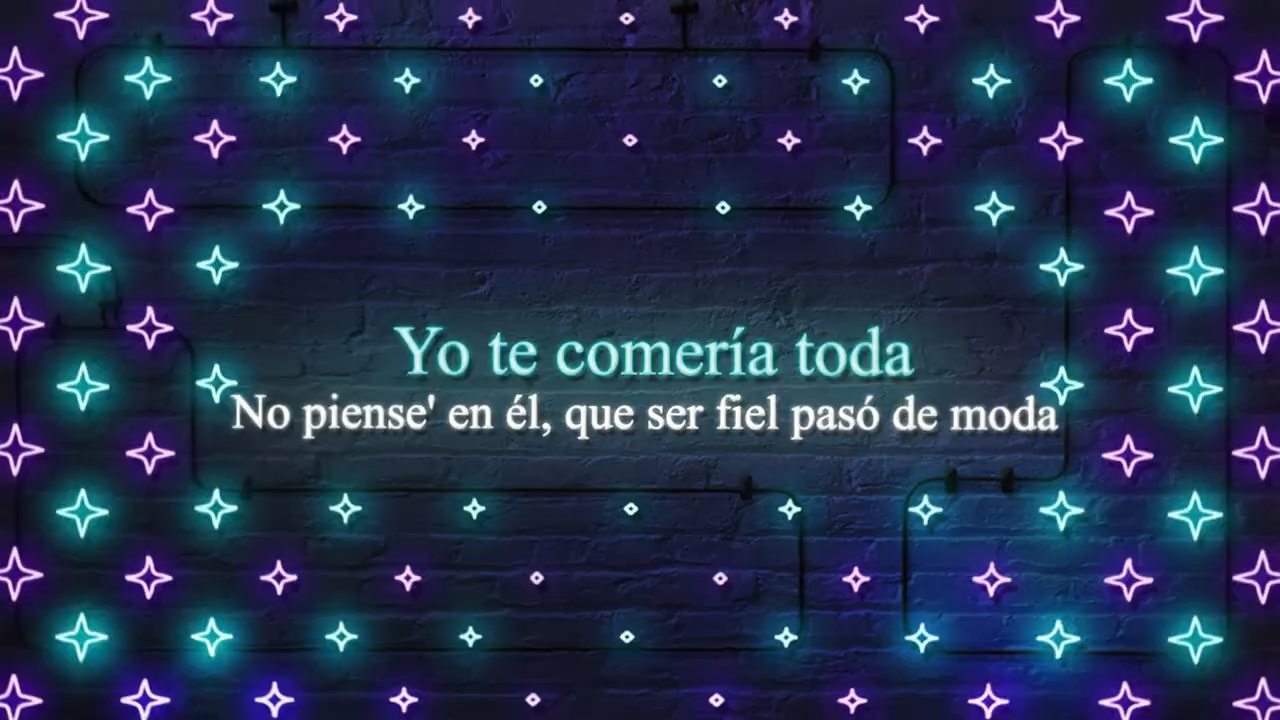 Yo te comería toda
No piense' en él, que ser fiel pasó de moda